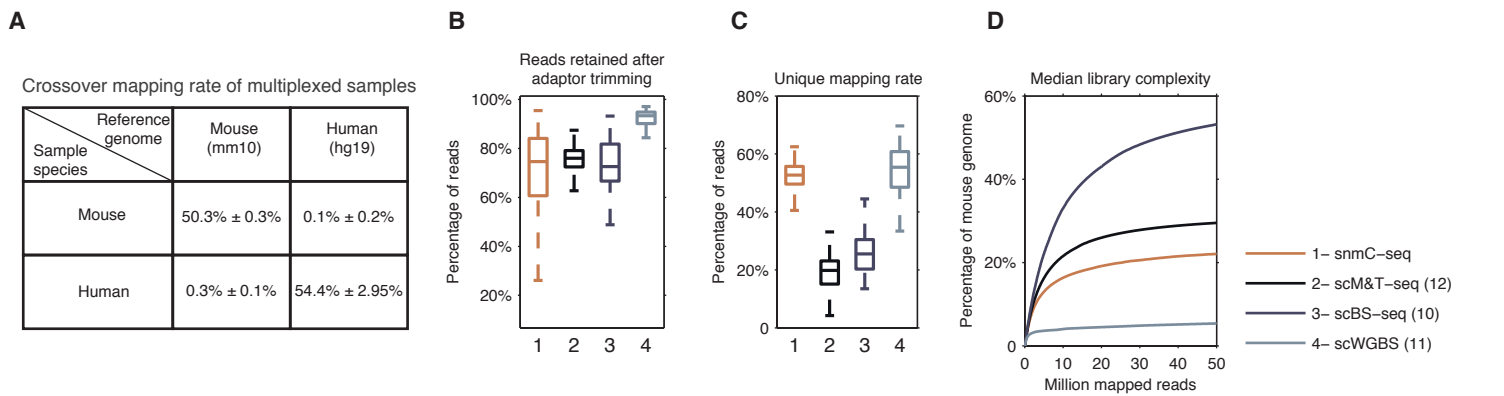 A
Crossover mapping rate of multiplexed samples
Reference
genome
Sample
species
Mouse
(mm10)
Human
(hg19)
Mouse
50.3% ± 0.3%
0.1% ± 0.2%
Human
0.3% ± 0.1%
54.4% ± 2.95%
B
Reads retained after
adaptor trimming
Percentage of reads
100%
80%
60%
40%
20%
1 2 3 4
C
Unique mapping rate
Percentage of reads
80%
60%
40%
20%
0
1 2 3 4
D
Median library complexity
Percentage of mouse genome
60%
40%
20%
0
0 10 20 30 40 50
Million mapped reads
1– snmC–seq
2– scM&T–seq (12)
3– scBS–seq (10)
4– scWGBS (11)